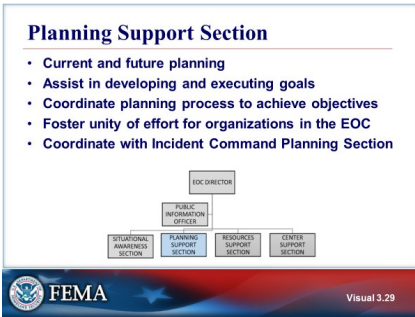 Planning Support Section
• Current and future planning
• Assist in developing and executing goals
• Coordinate planning process to achieve objectives
• Foster unity of effort for organizations in the EOC
• Coordinate with Incident Command Planning Section
EOC DIRECTOR
PUBLIC
INFORMATION
OFFICER
SITUATIONAL
AWARENESS
SECTION
PLANNING
SUPPORT
SECTION
RESOURCES
SUPPORT
SECTION
CENTER
SUPPORT
SECTION
FEMA
Visual 3.29